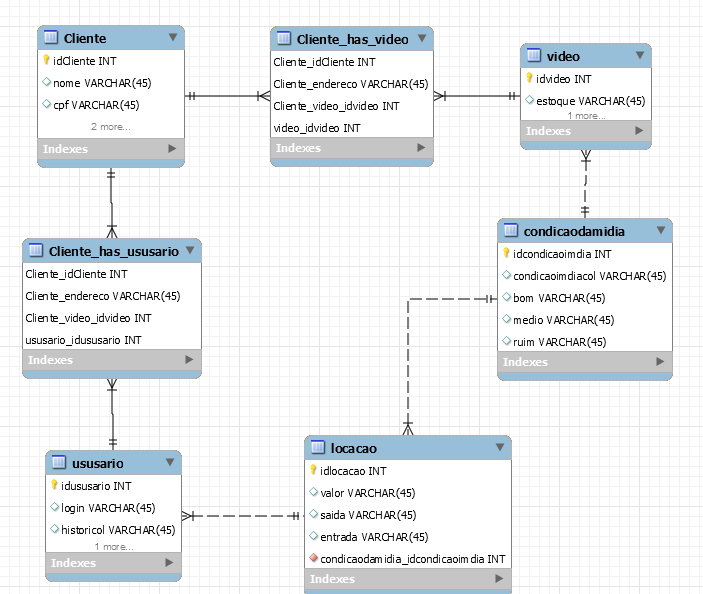 Cliente
idCliente INT
nome VARCHAR(45)
cpf VARCHAR(45)
2 more...
Indexes
Cliente_has_video
Cliente_idCliente INT
Cliente_endereco VARCHAR(45)
Cliente_video_idvideo INT
video_idvideo INT
Indexes
video
idvideo INT
estoque VARCHAR(45)
1 more...
Indexes
Cliente_has_ususario
Cliente_idCliente INT
Cliente_endereco VARCHAR(45)
Cliente_video_idvideo INT
ususario_idususario INT
Indexes
condicaodamidia
idcondicaoimdia INT
condicaoimdiacol VARCHAR(45)
bom VARCHAR(45)
medio VARCHAR(45)
ruim VARCHAR(45)
Indexes
ususario
idususario INT
login VARCHAR(45)
historicol VARCHAR(45)
1 more...
Indexes
locacao
idlocacao INT
valor VARCHAR(45)
saida VARCHAR(45)
entrada VARCHAR(45)
condicaodamidia_idcondicaoimdia INT
Indexes